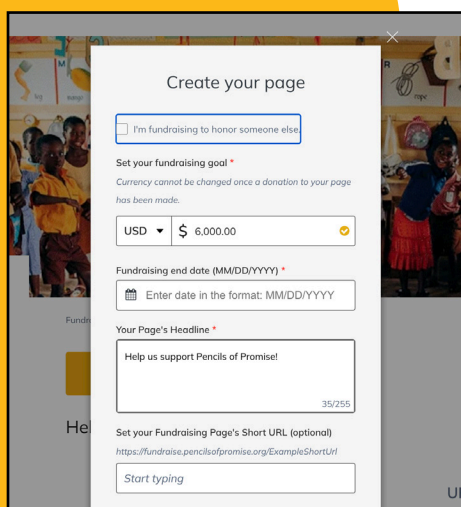 Create your page
I'm fundraising to honor someone else.
Set your fundraising goal *
Currency cannot be changed once a donation to your page
has been made.
USD
$ 6,000.00
Fundraising end date (MM/DD/YYYY) *
Enter date in the format: MM/DD/YYYY
Your Page's Headline *
Help us support Pencils of Promise!
35/255
Set your Fundraising Page's Short URL (optional)
https://fundraise.pencilsofpromise.org/ExampleShortUrl
Start typing